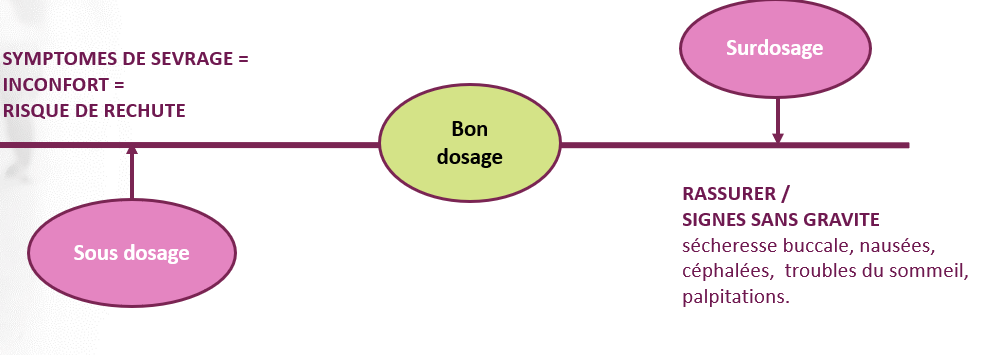 SYMPTOMES DE SEVRAGE =
INCONFORT =
RISQUE DE RECHUTE
Surdosage
Bon
dosage
Sous dosage
RASSURER /
SIGNES SANS GRAVITE
sécheresse buccale, nausées,
céphalées,  troubles du sommeil,
palpitations.